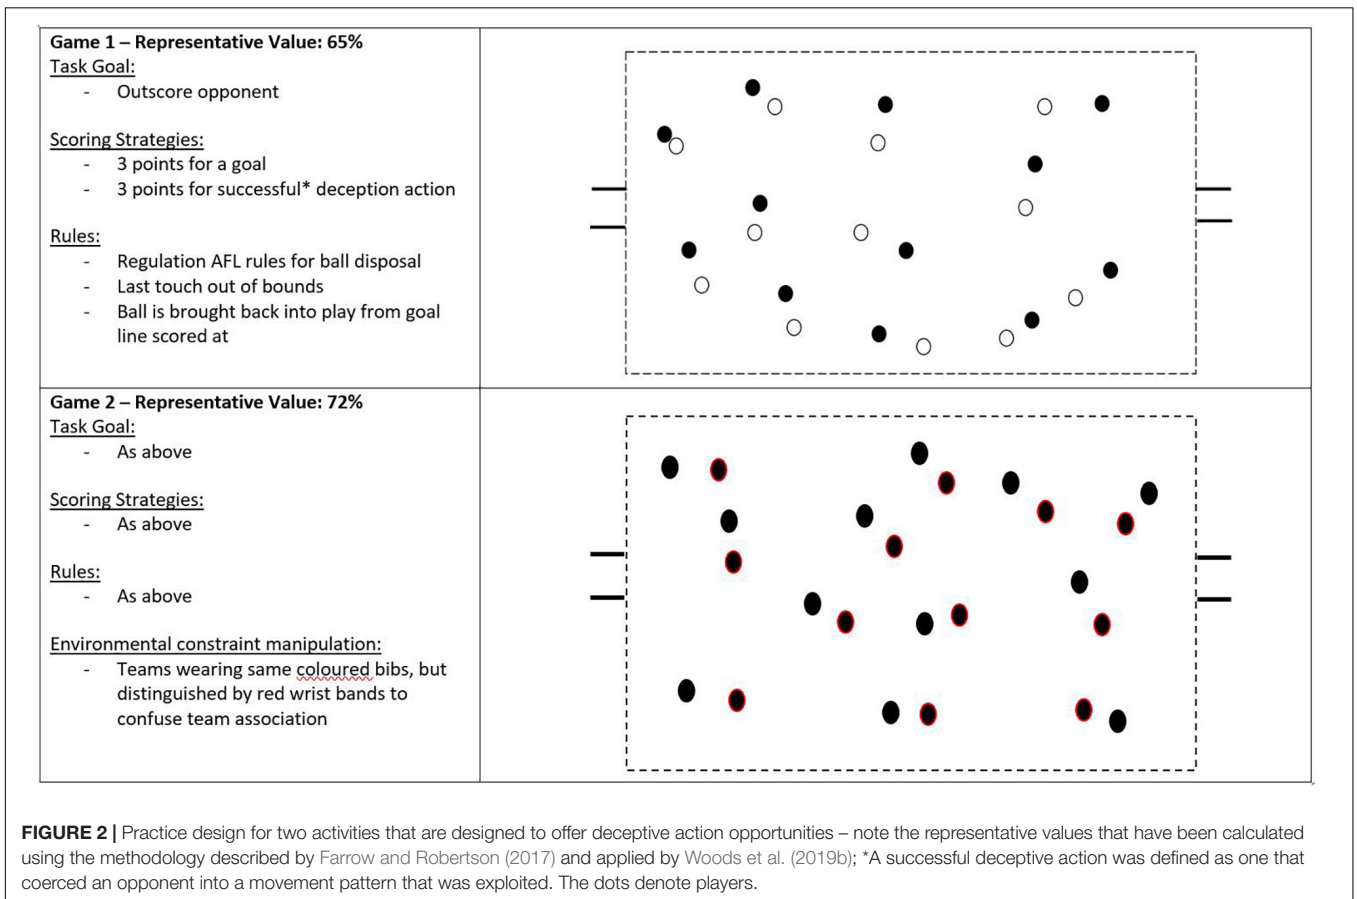 Game 1 – Representative Value: 65%
Task Goal:
- Outscore opponent
Scoring Strategies:
- 3 points for a goal
- 3 points for successful* deception action
Rules:
- Regulation AFL rules for ball disposal
- Last touch out of bounds
- Ball is brought back into play from goal
line scored at
Game 2 – Representative Value: 72%
Task Goal:
- As above
Scoring Strategies:
- As above
Rules:
- As above
Environmental constraint manipulation:
- Teams wearing same coloured bibs, but
distinguished by red wrist bands to
confuse team association
FIGURE 2 | Practice design for two activities that are designed to offer deceptive action opportunities – note the representative values that have been calculated
using the methodology described by Farrow and Robertson (2017) and applied by Woods et al. (2019b); *A successful deceptive action was defined as one that
coerced an opponent into a movement pattern that was exploited. The dots denote players.